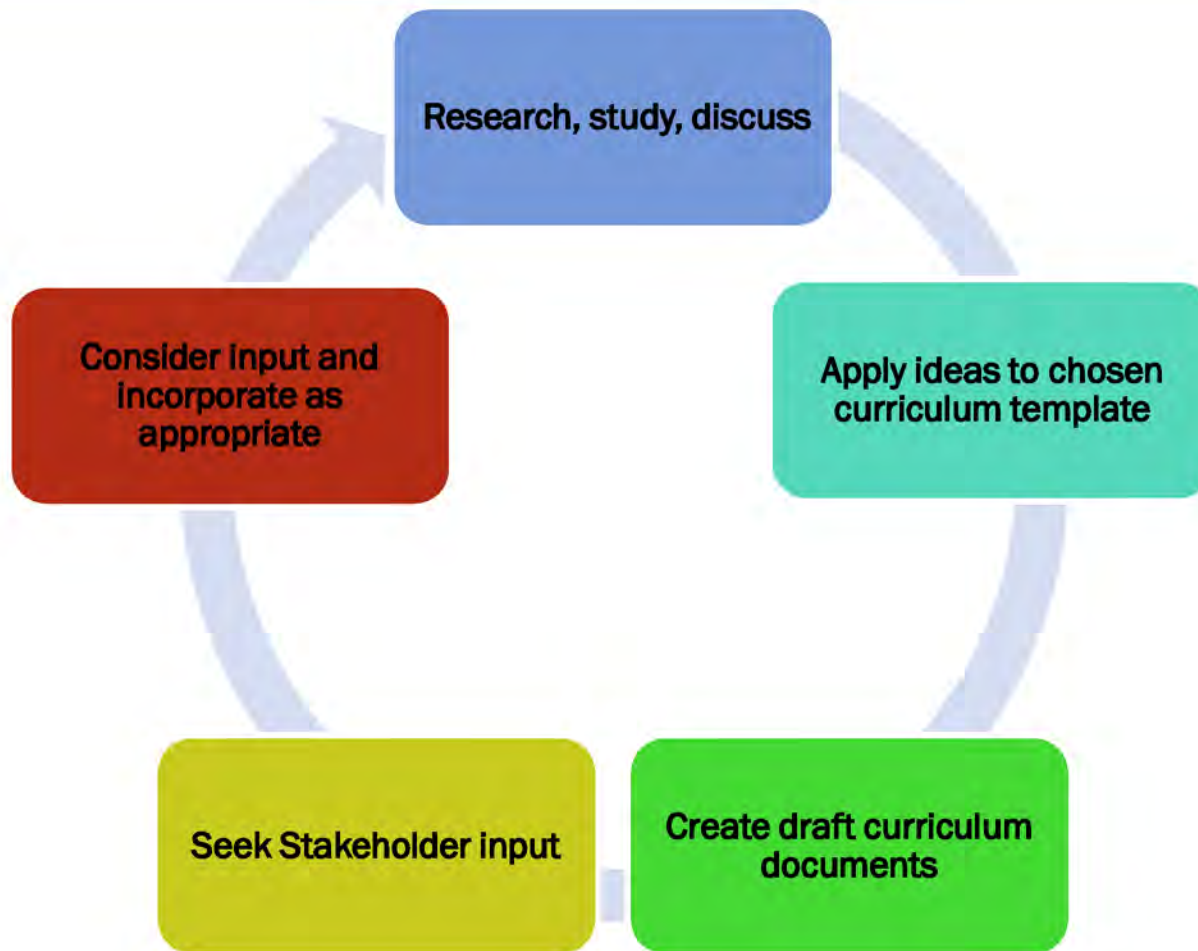 Research, study, discuss
Apply ideas to chosen
curriculum template
Create draft curriculum
documents
Seek Stakeholder input
Consider input and
incorporate as
appropriate